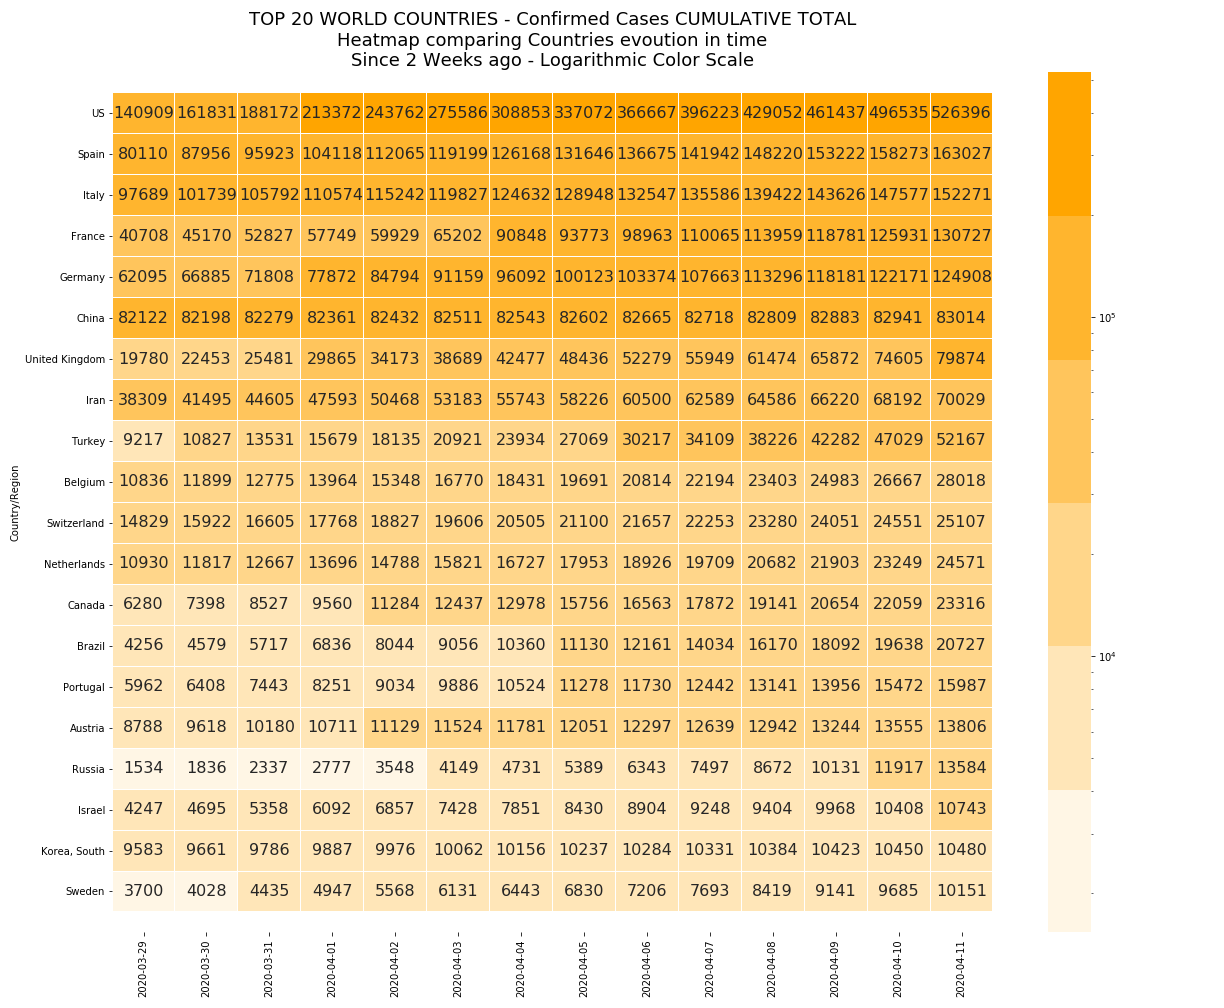 TOP 20 WORLD COUNTRIES - Confirmed Cases CUMULATIVE TOTAL
Heatmap comparing Countries evoution in time
Since 2 Weeks ago - Logarithmic Color Scale
US 140909 161831 188172 213372 243762 275586 308853 337072 366667 396223 429052 461437 496535 526396
Spain 80110 87956 95923 104118 112065 119199 126168 131646 136675 141942 148220 153222 158273 163027
Italy 97689 101739 105792 110574 115242 119827 124632 128948 132547 135586 139422 143626 147577 152271
France 40708 45170 52827 57749 59929 65202 90848 93773 98963 110065 113959 118781 125931 130727
Germany 62095 66885 71808 77872 84794 91159 96092 100123 103374 107663 113296 118181 122171 124908
China 82122 82198 82279 82361 82432 82511 82543 82602 82665 82718 82809 82883 82941 83014
10⁵
United Kingdom 19780 22453 25481 29865 34173 38689 42477 48436 52279 55949 61474 65872 74605 79874
Iran 38309 41495 44605 47593 50468 53183 55743 58226 60500 62589 64586 66220 68192 70029
Turkey 9217 10827 13531 15679 18135 20921 23934 27069 30217 34109 38226 42282 47029 52167
Belgium 10836 11899 12775 13964 15348 16770 18431 19691 20814 22194 23403 24983 26667 28018
Country/Region
Switzerland 14829 15922 16605 17768 18827 19606 20505 21100 21657 22253 23280 24051 24551 25107
Netherlands 10930 11817 12667 13696 14788 15821 16727 17953 18926 19709 20682 21903 23249 24571
Canada 6280 7398 8527 9560 11284 12437 12978 15756 16563 17872 19141 20654 22059 23316
Brazil 4256 4579 5717 6836 8044 9056 10360 11130 12161 14034 16170 18092 19638 20727
10⁴
Portugal 5962 6408 7443 8251 9034 9886 10524 11278 11730 12442 13141 13956 15472 15987
Austria 8788 9618 10180 10711 11129 11524 11781 12051 12297 12639 12942 13244 13555 13806
Russia 1534 1836 2337 2777 3548 4149 4731 5389 6343 7497 8672 10131 11917 13584
Israel 4247 4695 5358 6092 6857 7428 7851 8430 8904 9248 9404 9968 10408 10743
Korea, South 9583 9661 9786 9887 9976 10062 10156 10237 10284 10331 10384 10423 10450 10480
Sweden 3700 4028 4435 4947 5568 6131 6443 6830 7206 7693 8419 9141 9685 10151
2020-03-29 2020-03-30 2020-03-31 2020-04-01 2020-04-02 2020-04-03 2020-04-04 2020-04-05 2020-04-06 2020-04-07 2020-04-08 2020-04-09 2020-04-10 2020-04-11